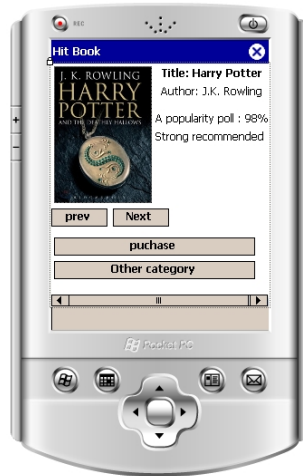 REC
Hit Book
J. K. ROWLING
HARRY
POTTER
AND THE DEATHLY HALLOWS
Title: Harry Potter
Author: J.K. Rowling
A popularity poll : 98%
Strong recommended
prev
Next
puchase
Other category
Pocket PC